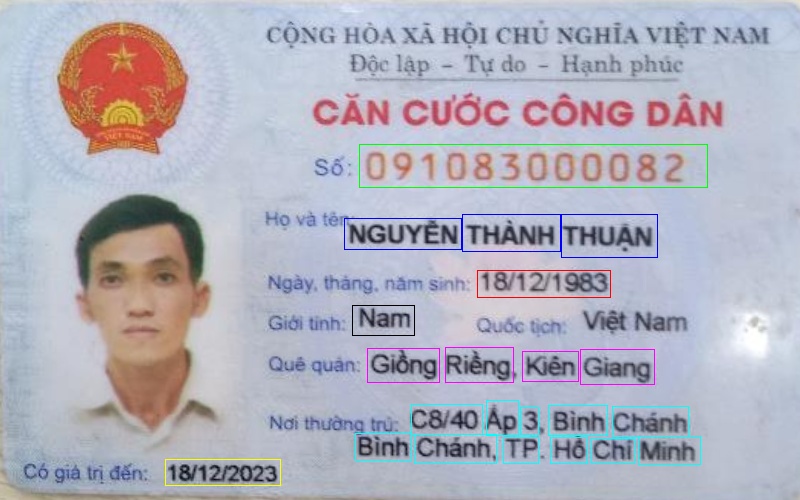 CỘNG HÒA XÃ HỘI CHỦ NGHĨA VIỆT NAM
Độc lập - Tự do - Hạnh phúc
CĂN CƯỚC CÔNG DÂN
Số: 091083000082
Họ và tên: NGUYỄN THÀNH THUẬN
Ngày, tháng, năm sinh: 18/12/1983
Giới tính: Nam Quốc tịch: Việt Nam
Quê quán: Giồng Riềng, Kiên Giang
Nơi thường trú: C8/40 Ấp 3, Bình Chánh
Bình Chánh, TP. Hồ Chí Minh
Có giá trị đến: 18/12/2023